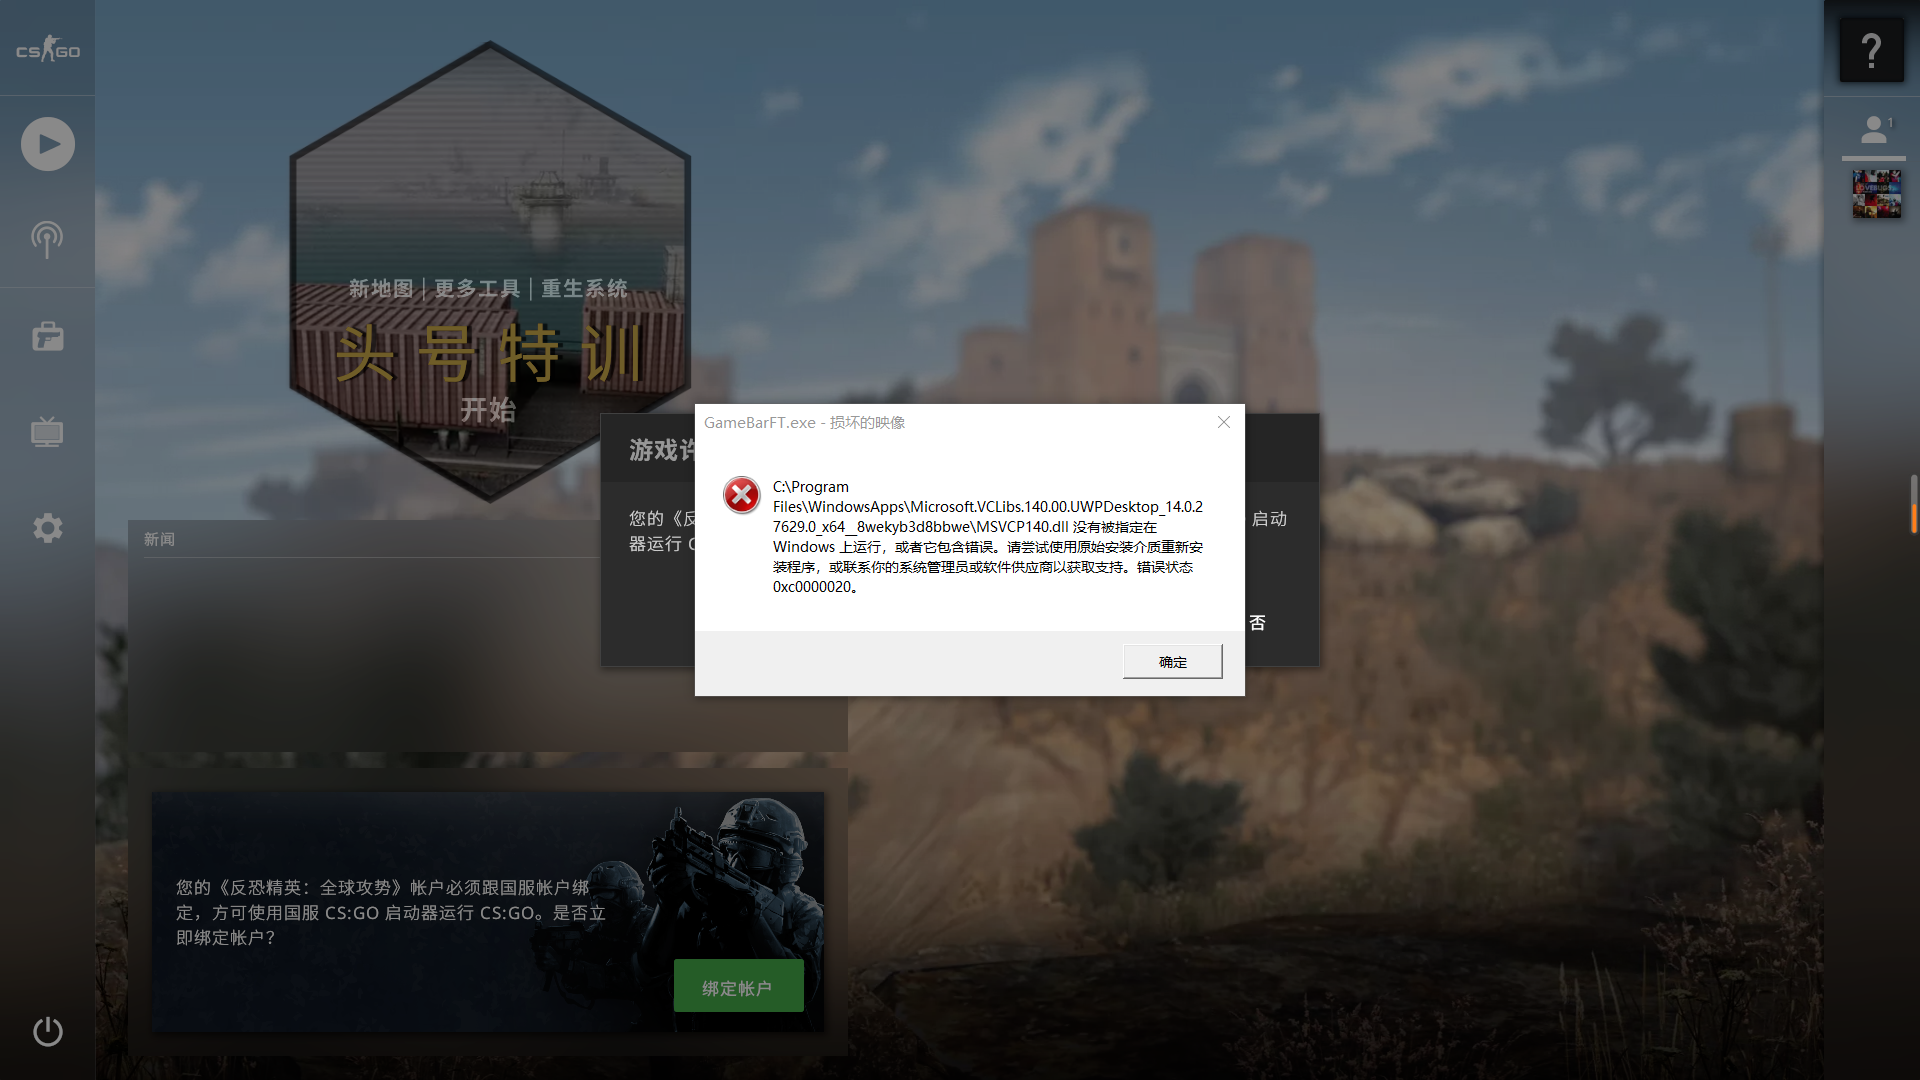 CS GO
?
1
新地图 | 更多工具 | 重生系统
头号特训
开始
GameBarFT.exe - 损坏的映像
C:\Program
Files\WindowsApps\Microsoft.VCLibs.140.00.UWPDesktop_14.0.2
7629.0_x64__8wekyb3d8bbwe\MSVCP140.dll 没有被指定在
Windows 上运行，或者它包含错误。请尝试使用原始安装介质重新安
装程序，或联系你的系统管理员或软件供应商以获取支持。错误状态
0xc0000020。
确定
游戏许
您的《反
启动
器运行 C
否
新闻
您的《反恐精英：全球攻势》帐户必须跟国服帐户绑
定，方可使用国服 CS:GO 启动器运行 CS:GO。是否立
即绑定帐户？
绑定帐户